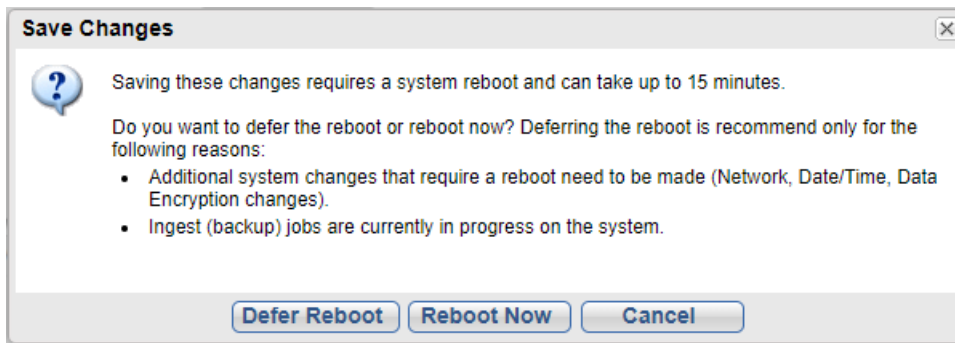 Save Changes
Saving these changes requires a system reboot and can take up to 15 minutes.
Do you want to defer the reboot or reboot now? Deferring the reboot is recommend only for the
following reasons:
• Additional system changes that require a reboot need to be made (Network, Date/Time, Data
Encryption changes).
• Ingest (backup) jobs are currently in progress on the system.
Defer Reboot Reboot Now Cancel